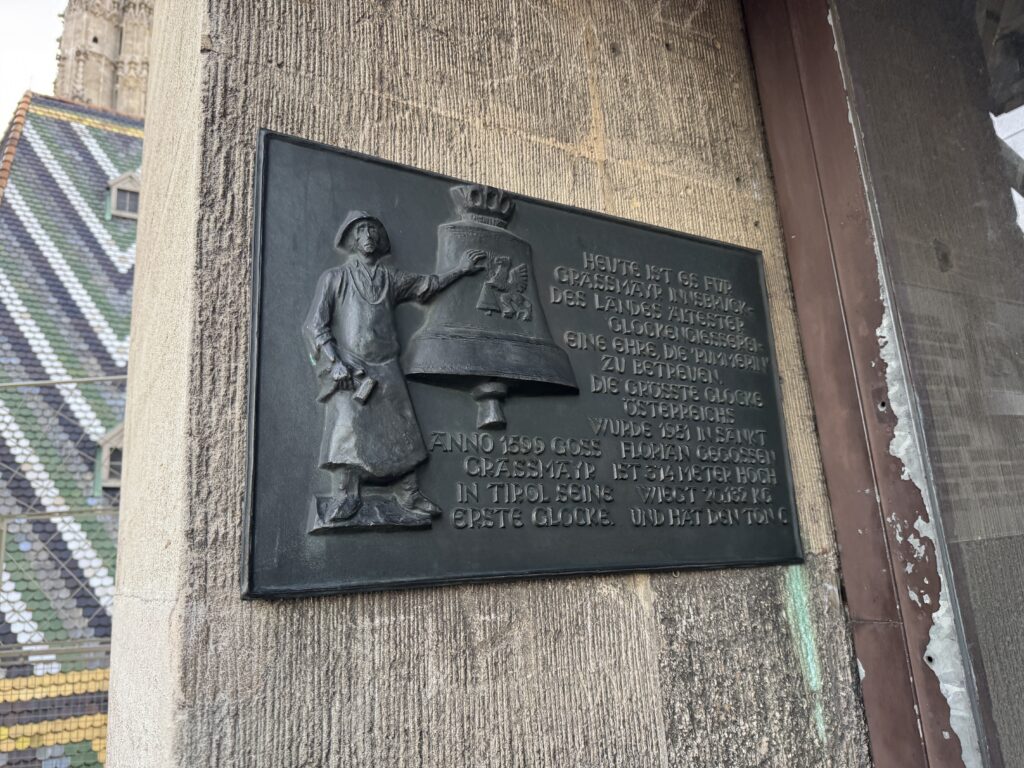 ANNO 1599 GOSS
GRASSMAYR
IN TIROL SEINE
ERSTE GLOCKE.
HEUTE IST ES FÜR
GRASSMAYR INNSBRUCK-
DES LANDES ÄLTESTER
GLOCKENGIESSEREI-
EINE EHRE, DIE "PUMMERIN"
ZU BETREUEN.
DIE GRÖSSTE GLOCKE
ÖSTERREICHS
WURDE 1951 IN SANKT
FLORIAN GEGOSSEN
IST 3'14 METER HOCH
WIEGT 20.132 KG
UND HAT DEN TON C